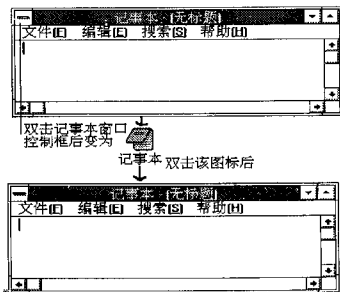 记事本 - [无标题]
文件(F) 编辑(E) 搜索(S) 帮助(H)
双击记事本窗口
控制框后变为
记事本 双击该图标后
记事本 - [无标题]
文件(F) 编辑(E) 搜索(S) 帮助(H)